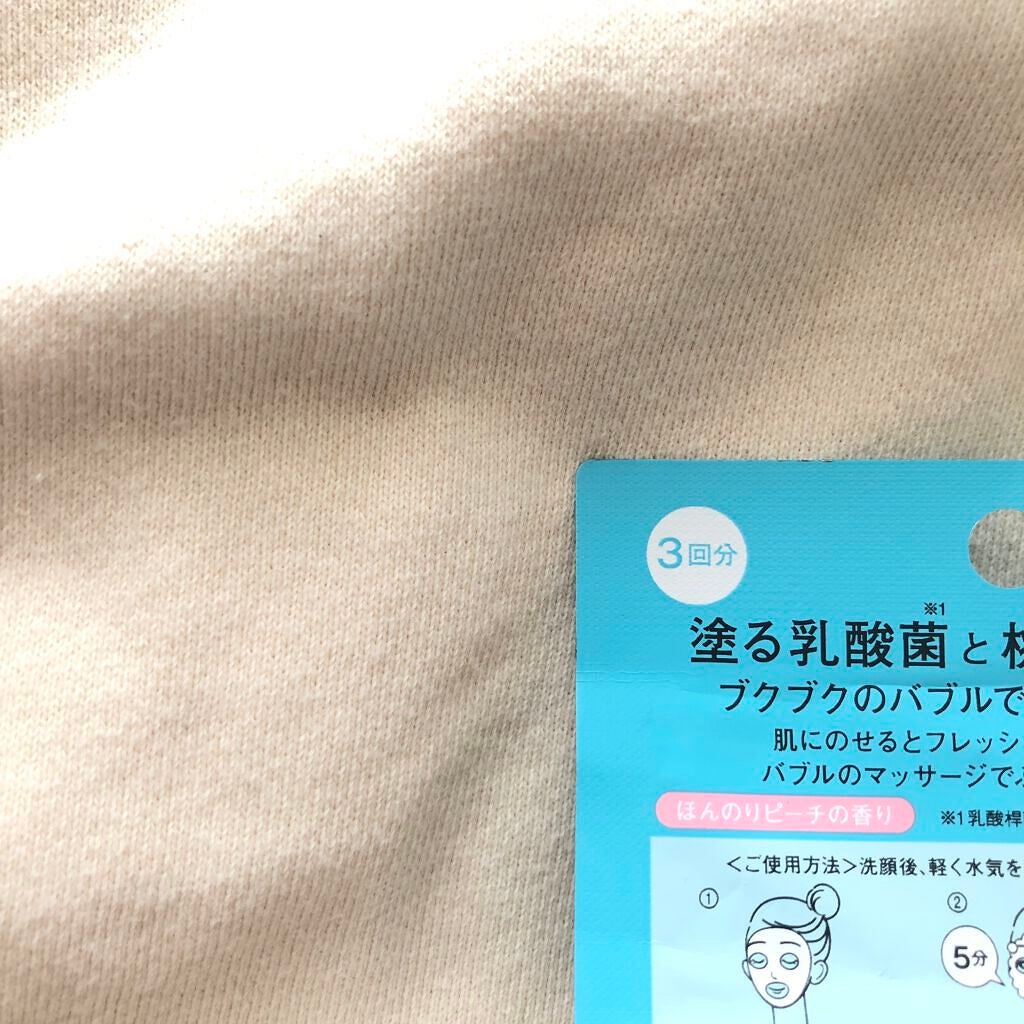 3回分
※1
塗る乳酸菌と
ブクブクのバブルで
肌にのせるとフレッシ
バブルのマッサージで
ほんのりピーチの香り
※1乳酸桿
<ご使用方法>洗顔後、軽く水気を
①
②
5分